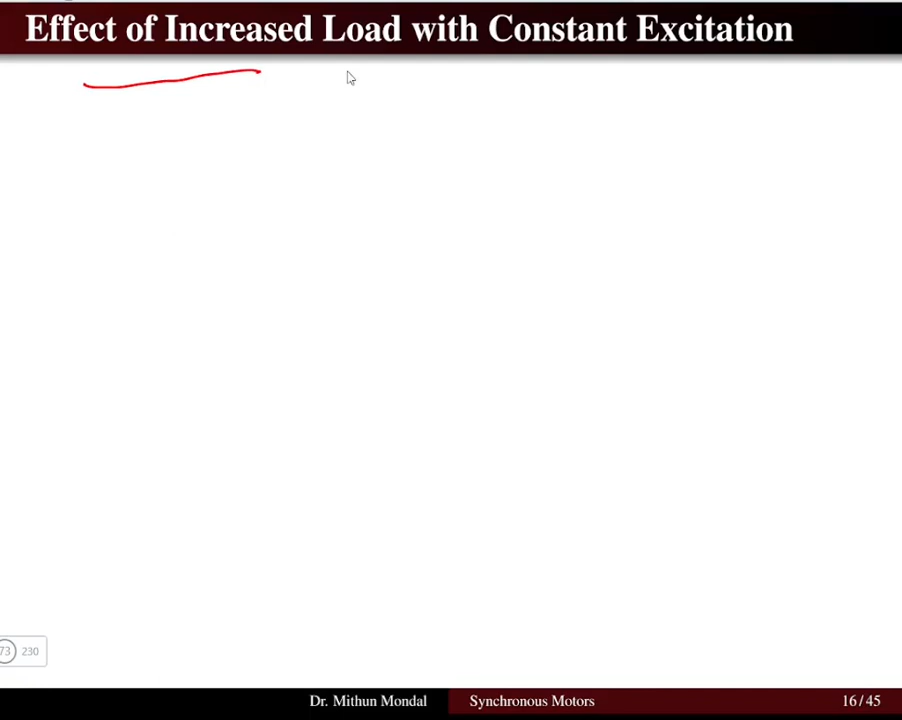 Effect of Increased Load with Constant Excitation
73 230
Dr. Mithun Mondal Synchronous Motors 16 / 45